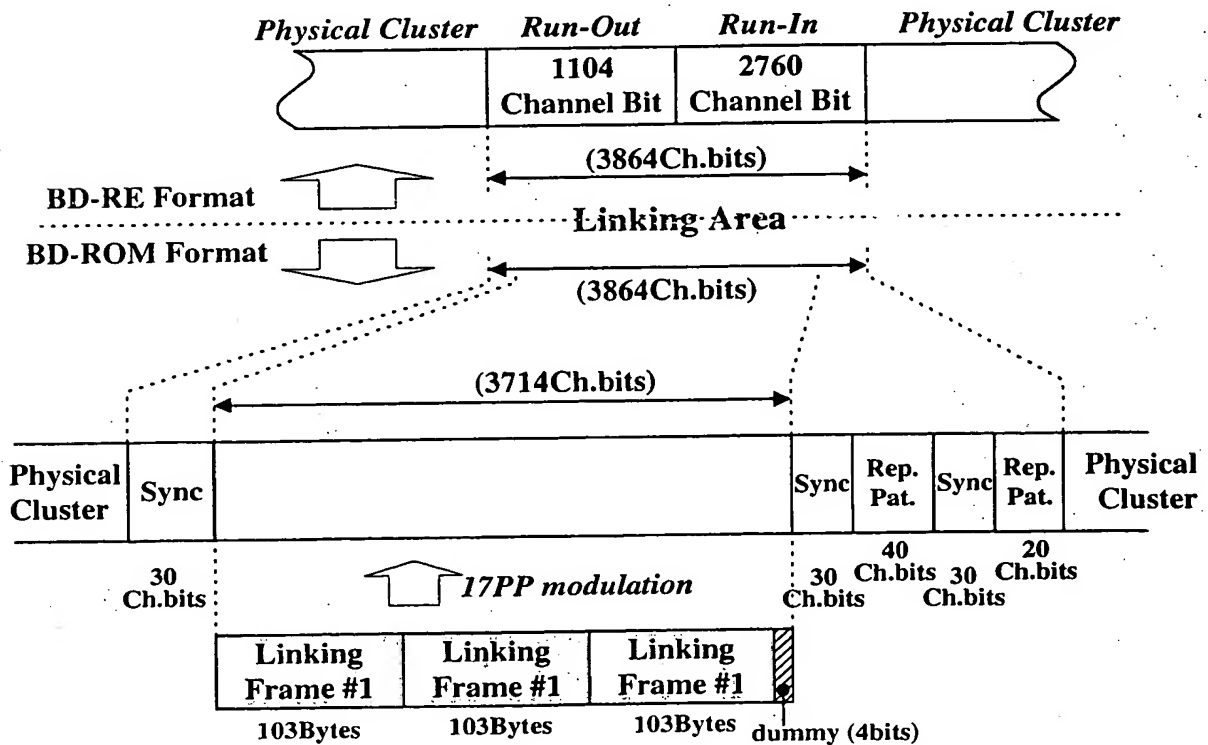 Physical Cluster Run-Out Run-In Physical Cluster
1104 Channel Bit
2760 Channel Bit
(3864Ch.bits)
BD-RE Format
Linking Area
BD-ROM Format
(3864Ch.bits)
(3714Ch.bits)
Physical Cluster
Sync
Sync
Rep. Pat.
Sync
Rep. Pat.
Physical Cluster
30 Ch.bits
17PP modulation
30 Ch.bits
40 Ch.bits
30 Ch.bits
20 Ch.bits
Linking Frame #1
Linking Frame #1
Linking Frame #1
103Bytes
103Bytes
103Bytes
dummy (4bits)